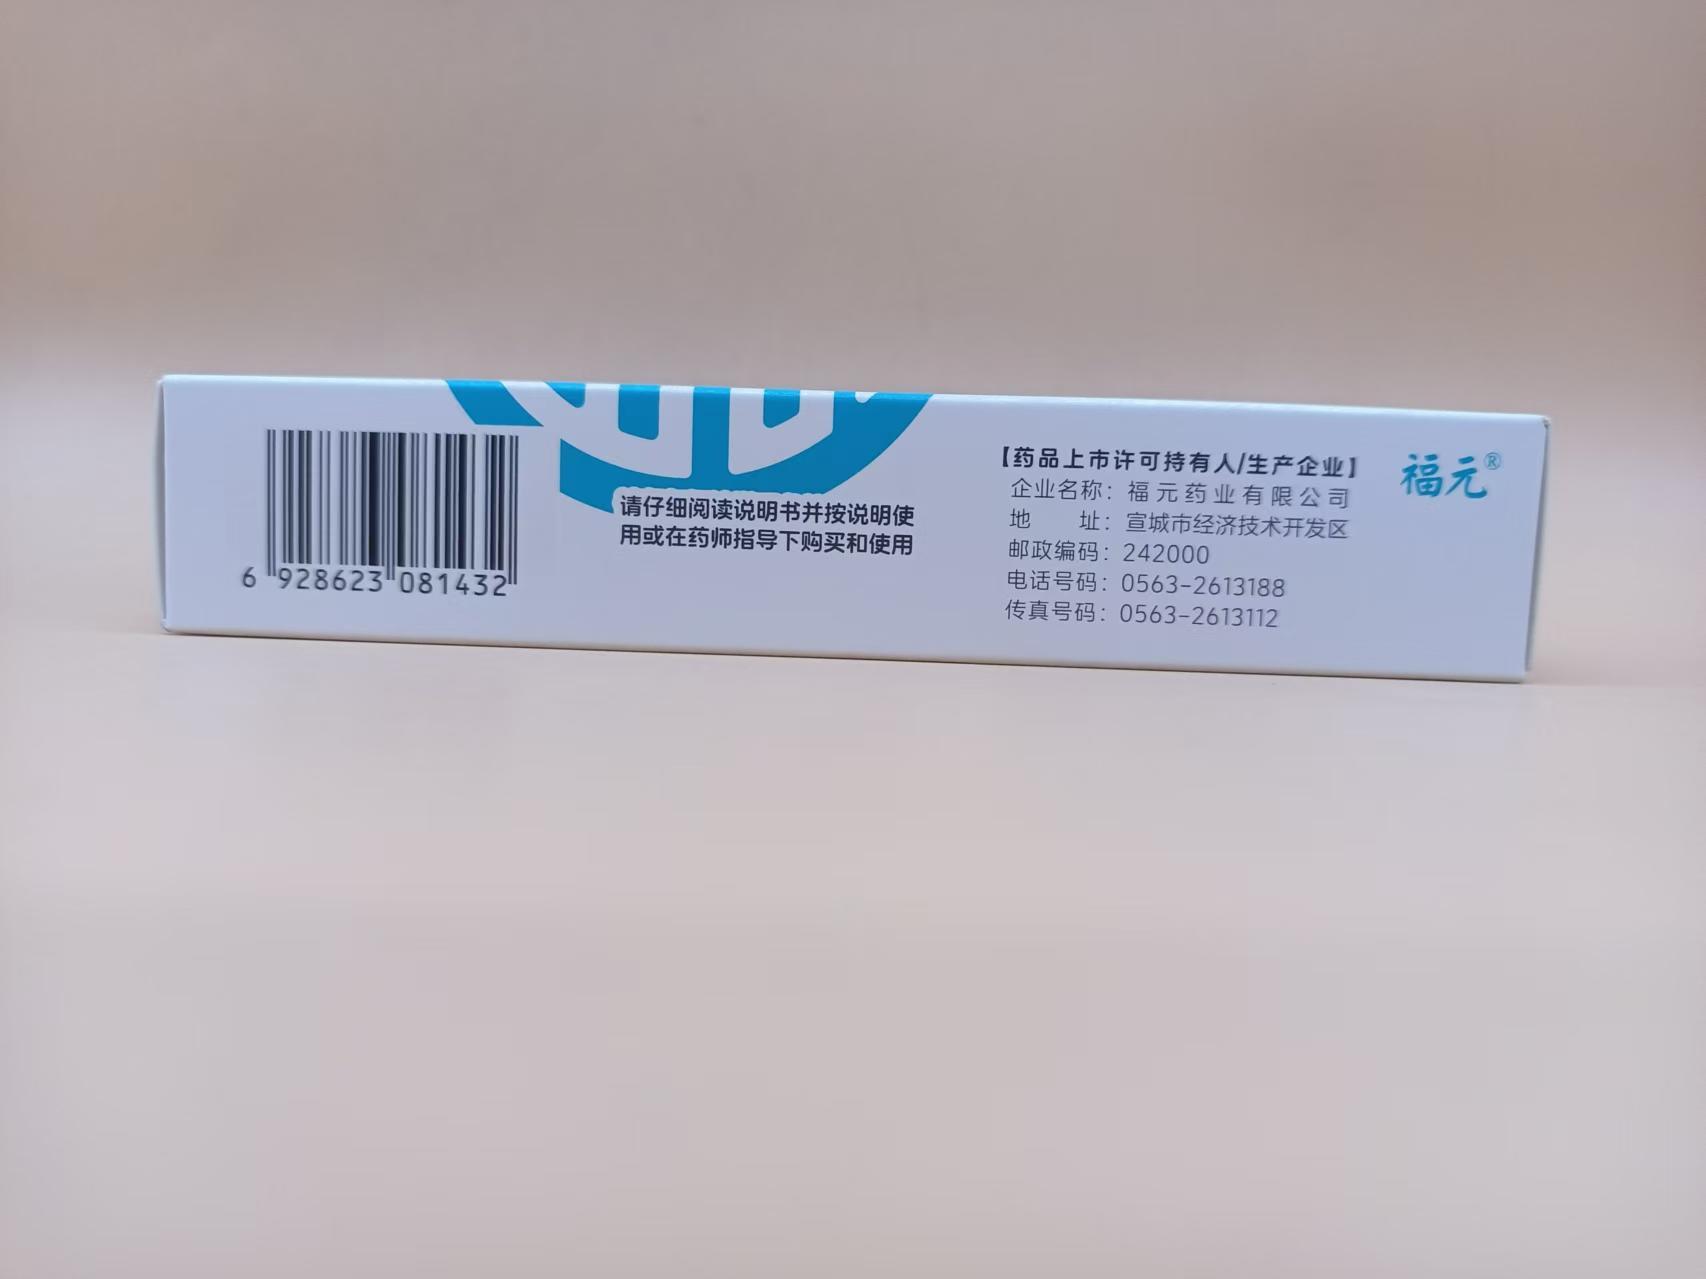 6 928623 081432
请仔细阅读说明书并按说明使
用或在药师指导下购买和使用
【药品上市许可持有人/生产企业】
企业名称：福元药业有限公司
地　　址：宣城市经济技术开发区
邮政编码：242000
电话号码：0563-2613188
传真号码：0563-2613112
福元®